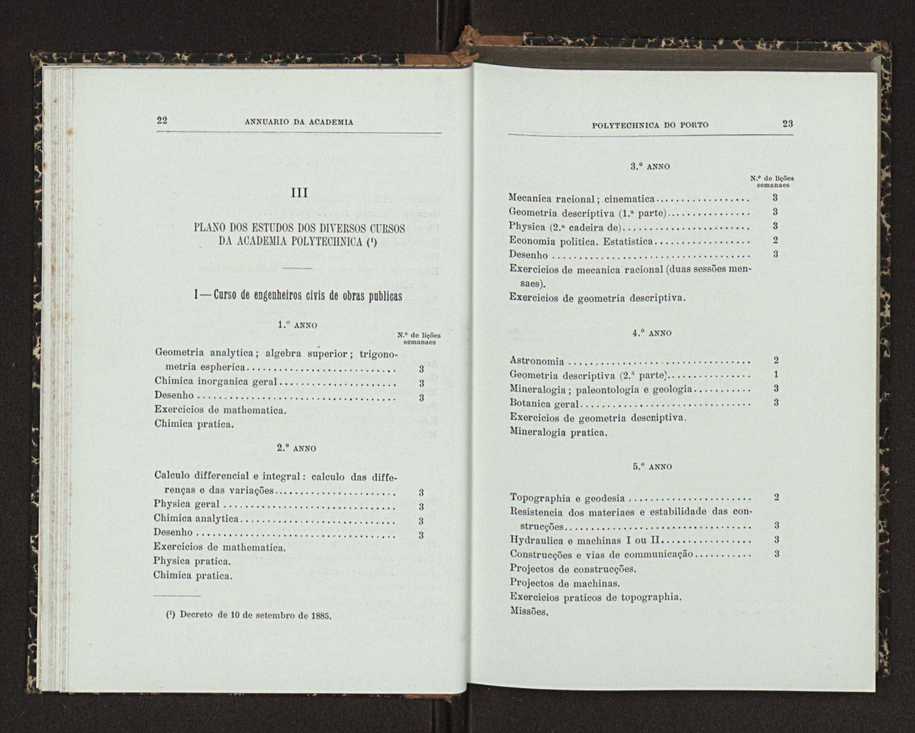 22 ANNUARIO DA ACADEMIA
III
PLANO DOS ESTUDOS DOS DIVERSOS CURSOS
DA ACADEMIA POLYTECHNICA (¹)
I — Curso de engenheiros civis de obras publicas
1.º ANNO
N.º de lições
semanaes
Geometria analytica; algebra superior; trigono-
metria espherica.......................... 3
Chimica inorganica geral...................... 3
Desenho..................................... 3
Exercicios de mathematica.
Chimica pratica.
2.º ANNO
Calculo differencial e integral: calculo das diffe-
renças e das variações....................... 3
Physica geral................................ 3
Chimica analytica............................. 3
Desenho..................................... 3
Exercicios de mathematica.
Physica pratica.
Chimica pratica.
(¹) Decreto de 10 de setembro de 1885.
POLYTECHNICA DO PORTO 23
3.º ANNO
N.º de lições
semanaes
Mecanica racional; cinematica................. 3
Geometria descriptiva (1.ª parte)............... 3
Physica (2.ª cadeira de)........................ 3
Economia politica. Estatistica.................. 2
Desenho..................................... 3
Exercicios de mecanica racional (duas sessões men-
saes).
Exercicios de geometria descriptiva.
4.º ANNO
Astronomia.................................. 2
Geometria descriptiva (2.ª parte)............... 1
Mineralogia; paleontologia e geologia........... 3
Botanica geral................................ 3
Exercicios de geometria descriptiva.
Mineralogia pratica.
5.º ANNO
Topographia e geodesia....................... 2
Resistencia dos materiaes e estabilidade das con-
strucções.................................. 3
Hydraulica e machinas I ou II................. 3
Construcções e vias de communicação........... 3
Projectos de construcções.
Projectos de machinas.
Exercicios praticos de topographia.
Missões.